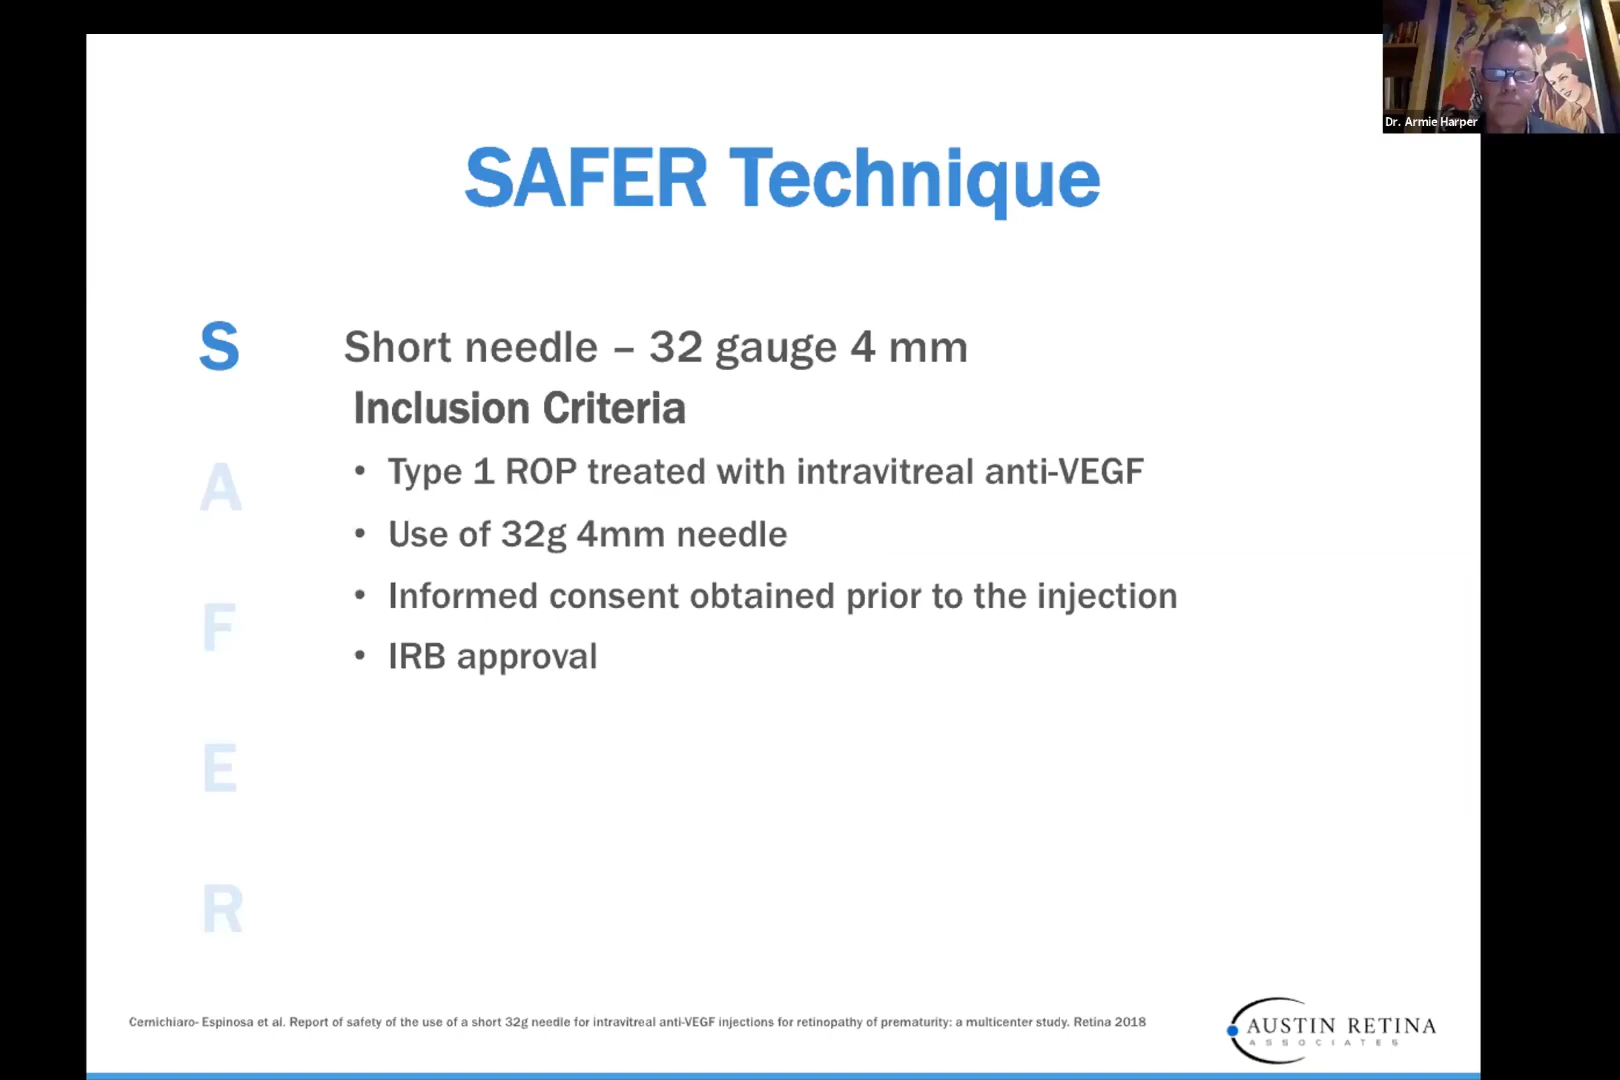 Dr. Armie Harper
SAFER Technique
S
Short needle – 32 gauge 4 mm
Inclusion Criteria
• Type 1 ROP treated with intravitreal anti-VEGF
A
• Use of 32g 4mm needle
• Informed consent obtained prior to the injection
F
• IRB approval
E
R
Cernichiaro- Espinosa et al. Report of safety of the use of a short 32g needle for intravitreal anti-VEGF injections for retinopathy of prematurity: a multicenter study. Retina 2018
AUSTIN RETINA
ASSOCIATES